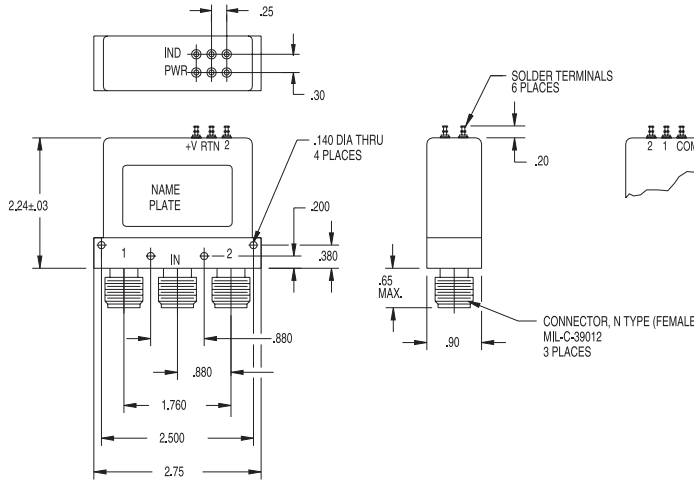 .25
IND
PWR
.30
SOLDER TERMINALS
6 PLACES
+V RTN 2
.140 DIA THRU
4 PLACES
.20
2 1 COM
NAME
PLATE
2.24±.03
.200
1 IN 2
.380
.65
MAX.
CONNECTOR, N TYPE (FEMALE
MIL-C-39012
3 PLACES
.880
.90
.880
1.760
2.500
2.75